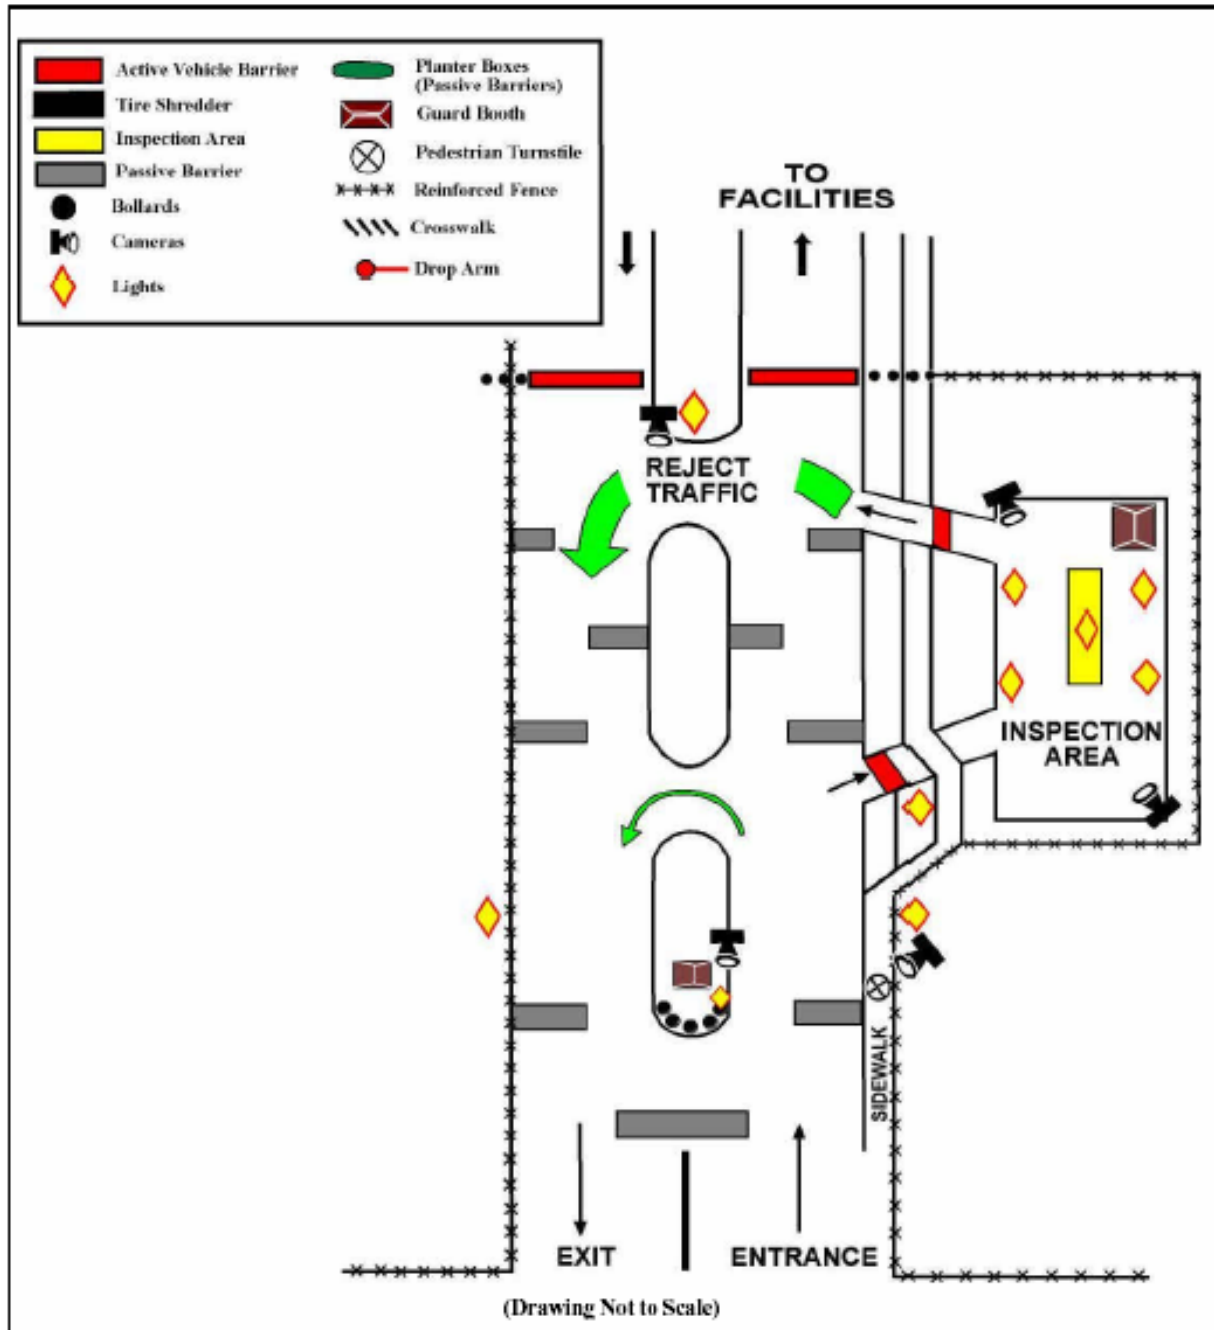 Active Vehicle Barrier
Tire Shredder
Inspection Area
Passive Barrier
Bollards
Cameras
Lights
Planter Boxes
(Passive Barriers)
Guard Booth
Pedestrian Turnstile
Reinforced Fence
Crosswalk
Drop Arm
TO
FACILITIES
REJECT
TRAFFIC
INSPECTION
AREA
SIDEWALK
EXIT
ENTRANCE
(Drawing Not to Scale)